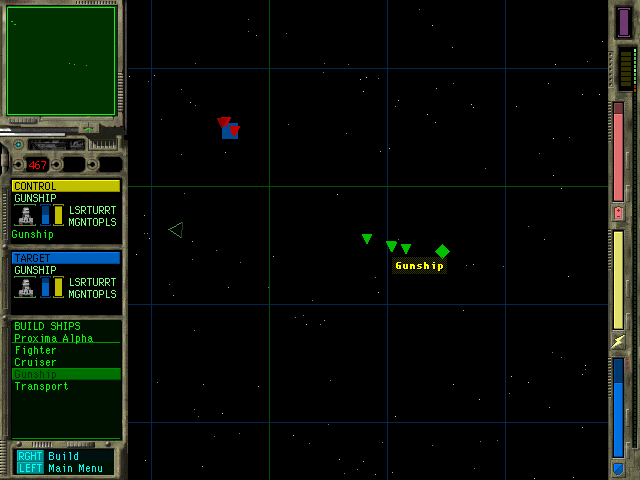 467
CONTROL
GUNSHIP
LSRTURRT
MGNTOPLS
Gunship
TARGET
GUNSHIP
LSRTURRT
MGNTOPLS
BUILD SHIPS
Proxima Alpha
Fighter
Cruiser
Gunship
Transport
RGHT Build
LEFT Main Menu
Gunship